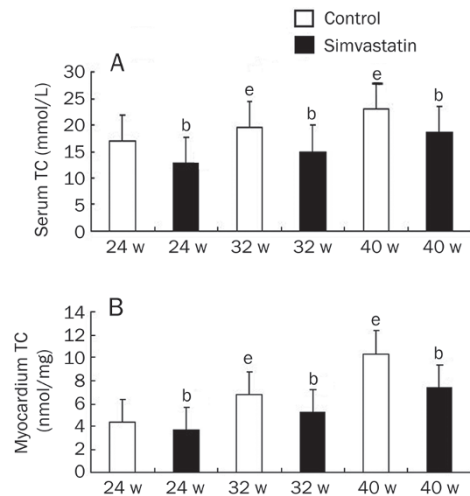 Control
Simvastatin
A
Serum TC (mmol/L)
30
25
20
15
10
5
0
b
e
b
e
b
24 w 24 w 32 w 32 w 40 w 40 w
B
Myocardium TC
(nmol/mg)
14
12
10
8
6
4
2
0
b
e
b
e
b
24 w 24 w 32 w 32 w 40 w 40 w